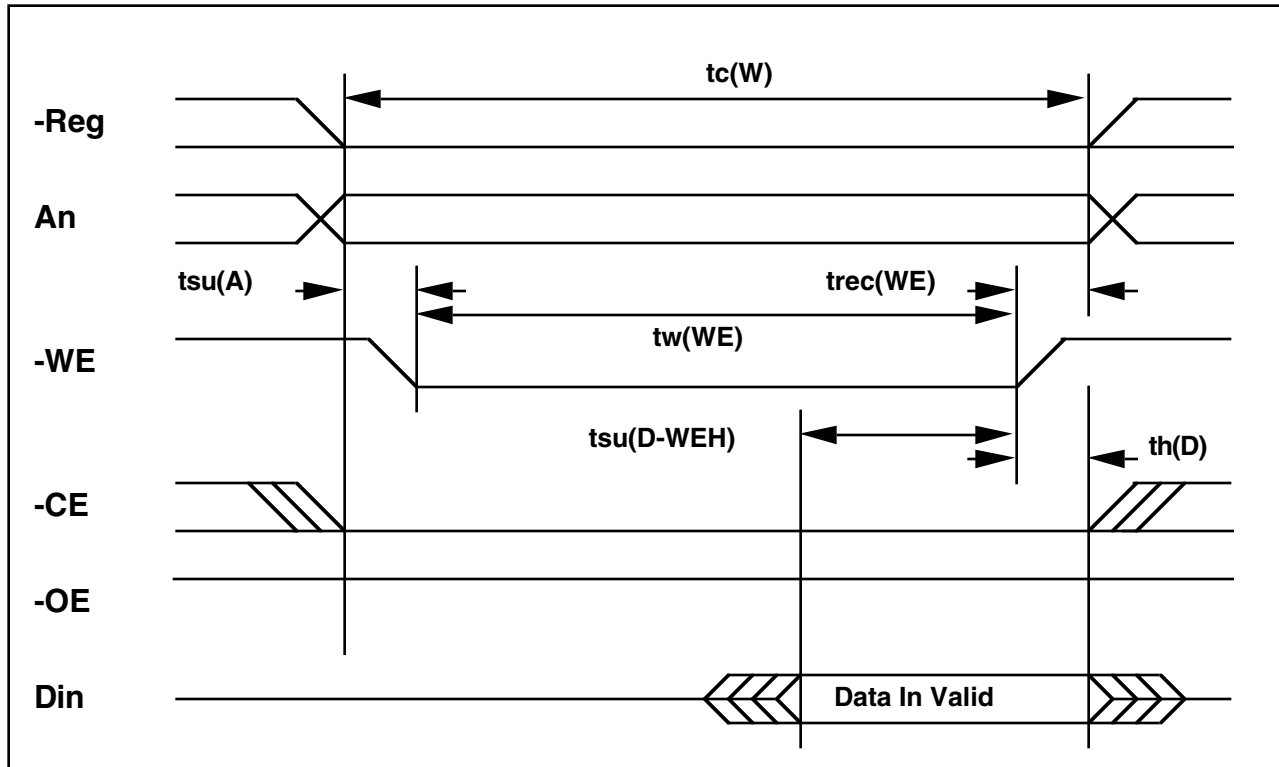 tc(W)
-Reg
An
tsu(A)
trec(WE)
tw(WE)
-WE
tsu(D-WEH)
th(D)
-CE
-OE
Din
Data In Valid